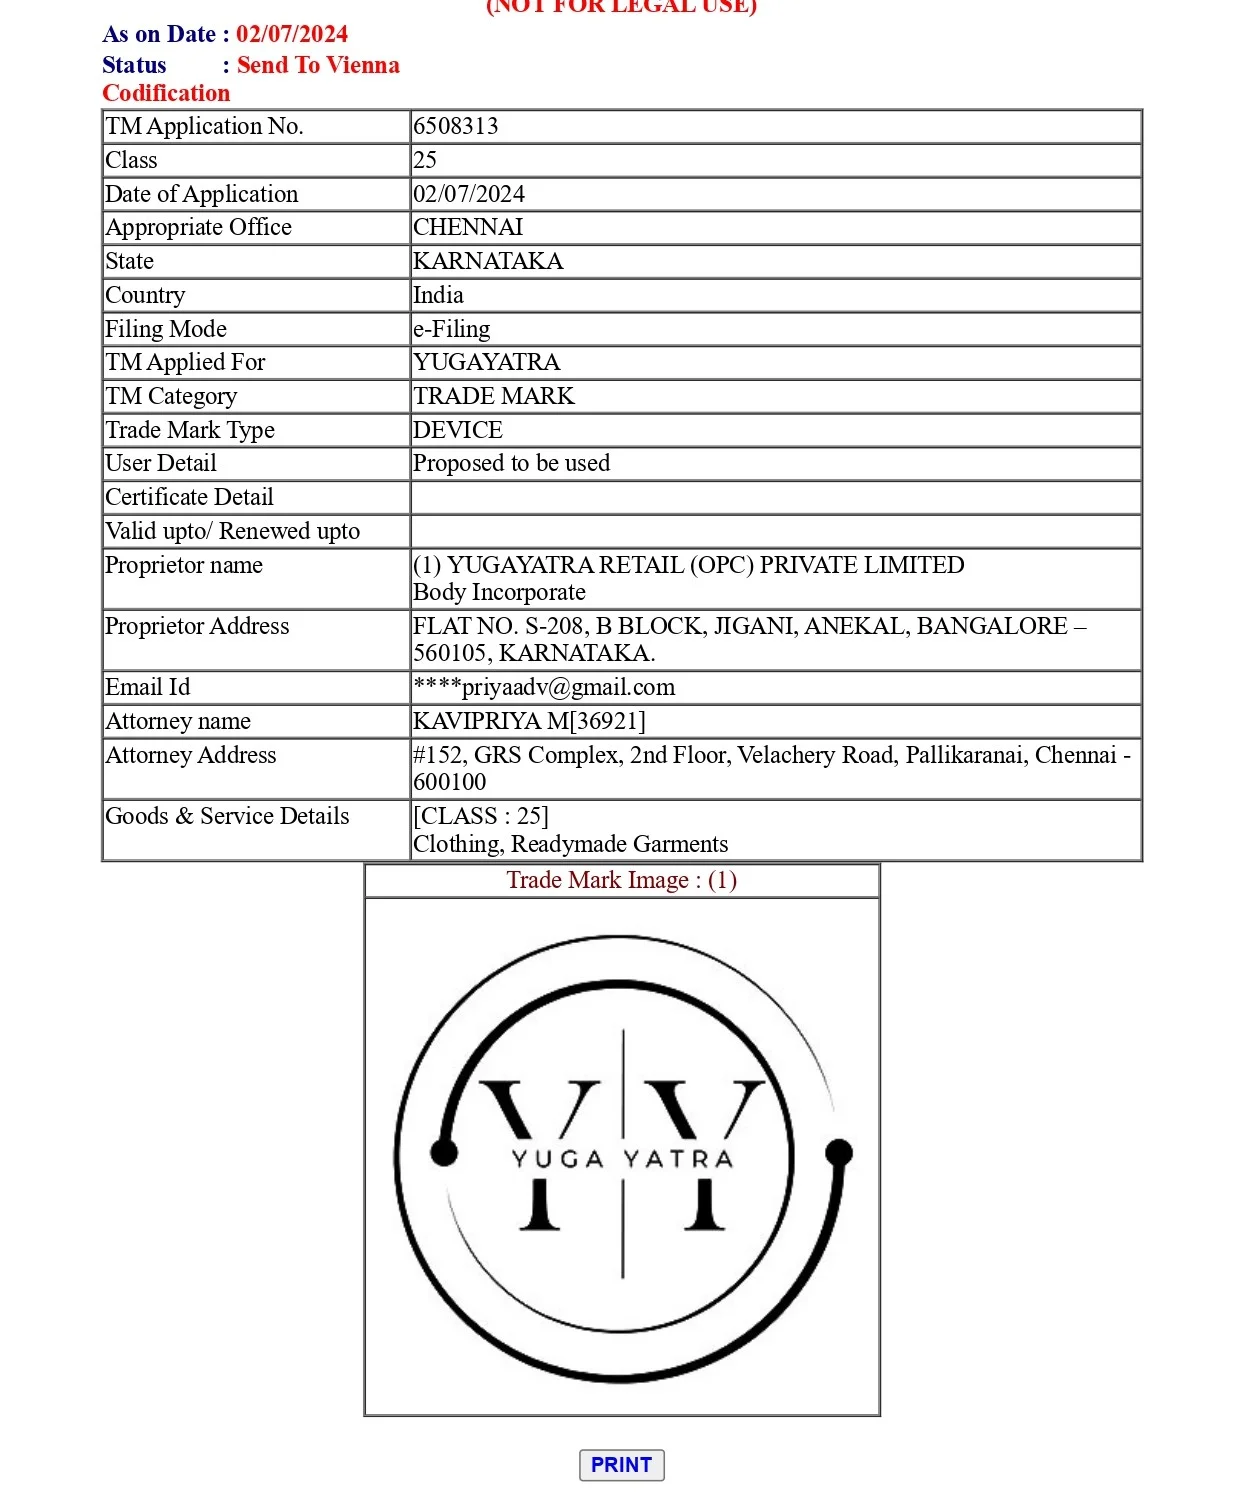 (NOT FOR LEGAL USE)
As on Date : 02/07/2024
Status : Send To Vienna
Codification
TM Application No. 6508313
Class 25
Date of Application 02/07/2024
Appropriate Office CHENNAI
State KARNATAKA
Country India
Filing Mode e-Filing
TM Applied For YUGAYATRA
TM Category TRADE MARK
Trade Mark Type DEVICE
User Detail Proposed to be used
Certificate Detail
Valid upto/ Renewed upto
Proprietor name (1) YUGAYATRA RETAIL (OPC) PRIVATE LIMITED
Body Incorporate
Proprietor Address FLAT NO. S-208, B BLOCK, JIGANI, ANEKAL, BANGALORE –
560105, KARNATAKA.
Email Id ****priyaadv@gmail.com
Attorney name KAVIPRIYA M[36921]
Attorney Address #152, GRS Complex, 2nd Floor, Velachery Road, Pallikaranai, Chennai -
600100
Goods & Service Details [CLASS : 25]
Clothing, Readymade Garments
Trade Mark Image : (1)
Y Y
YUGA YATRA
PRINT